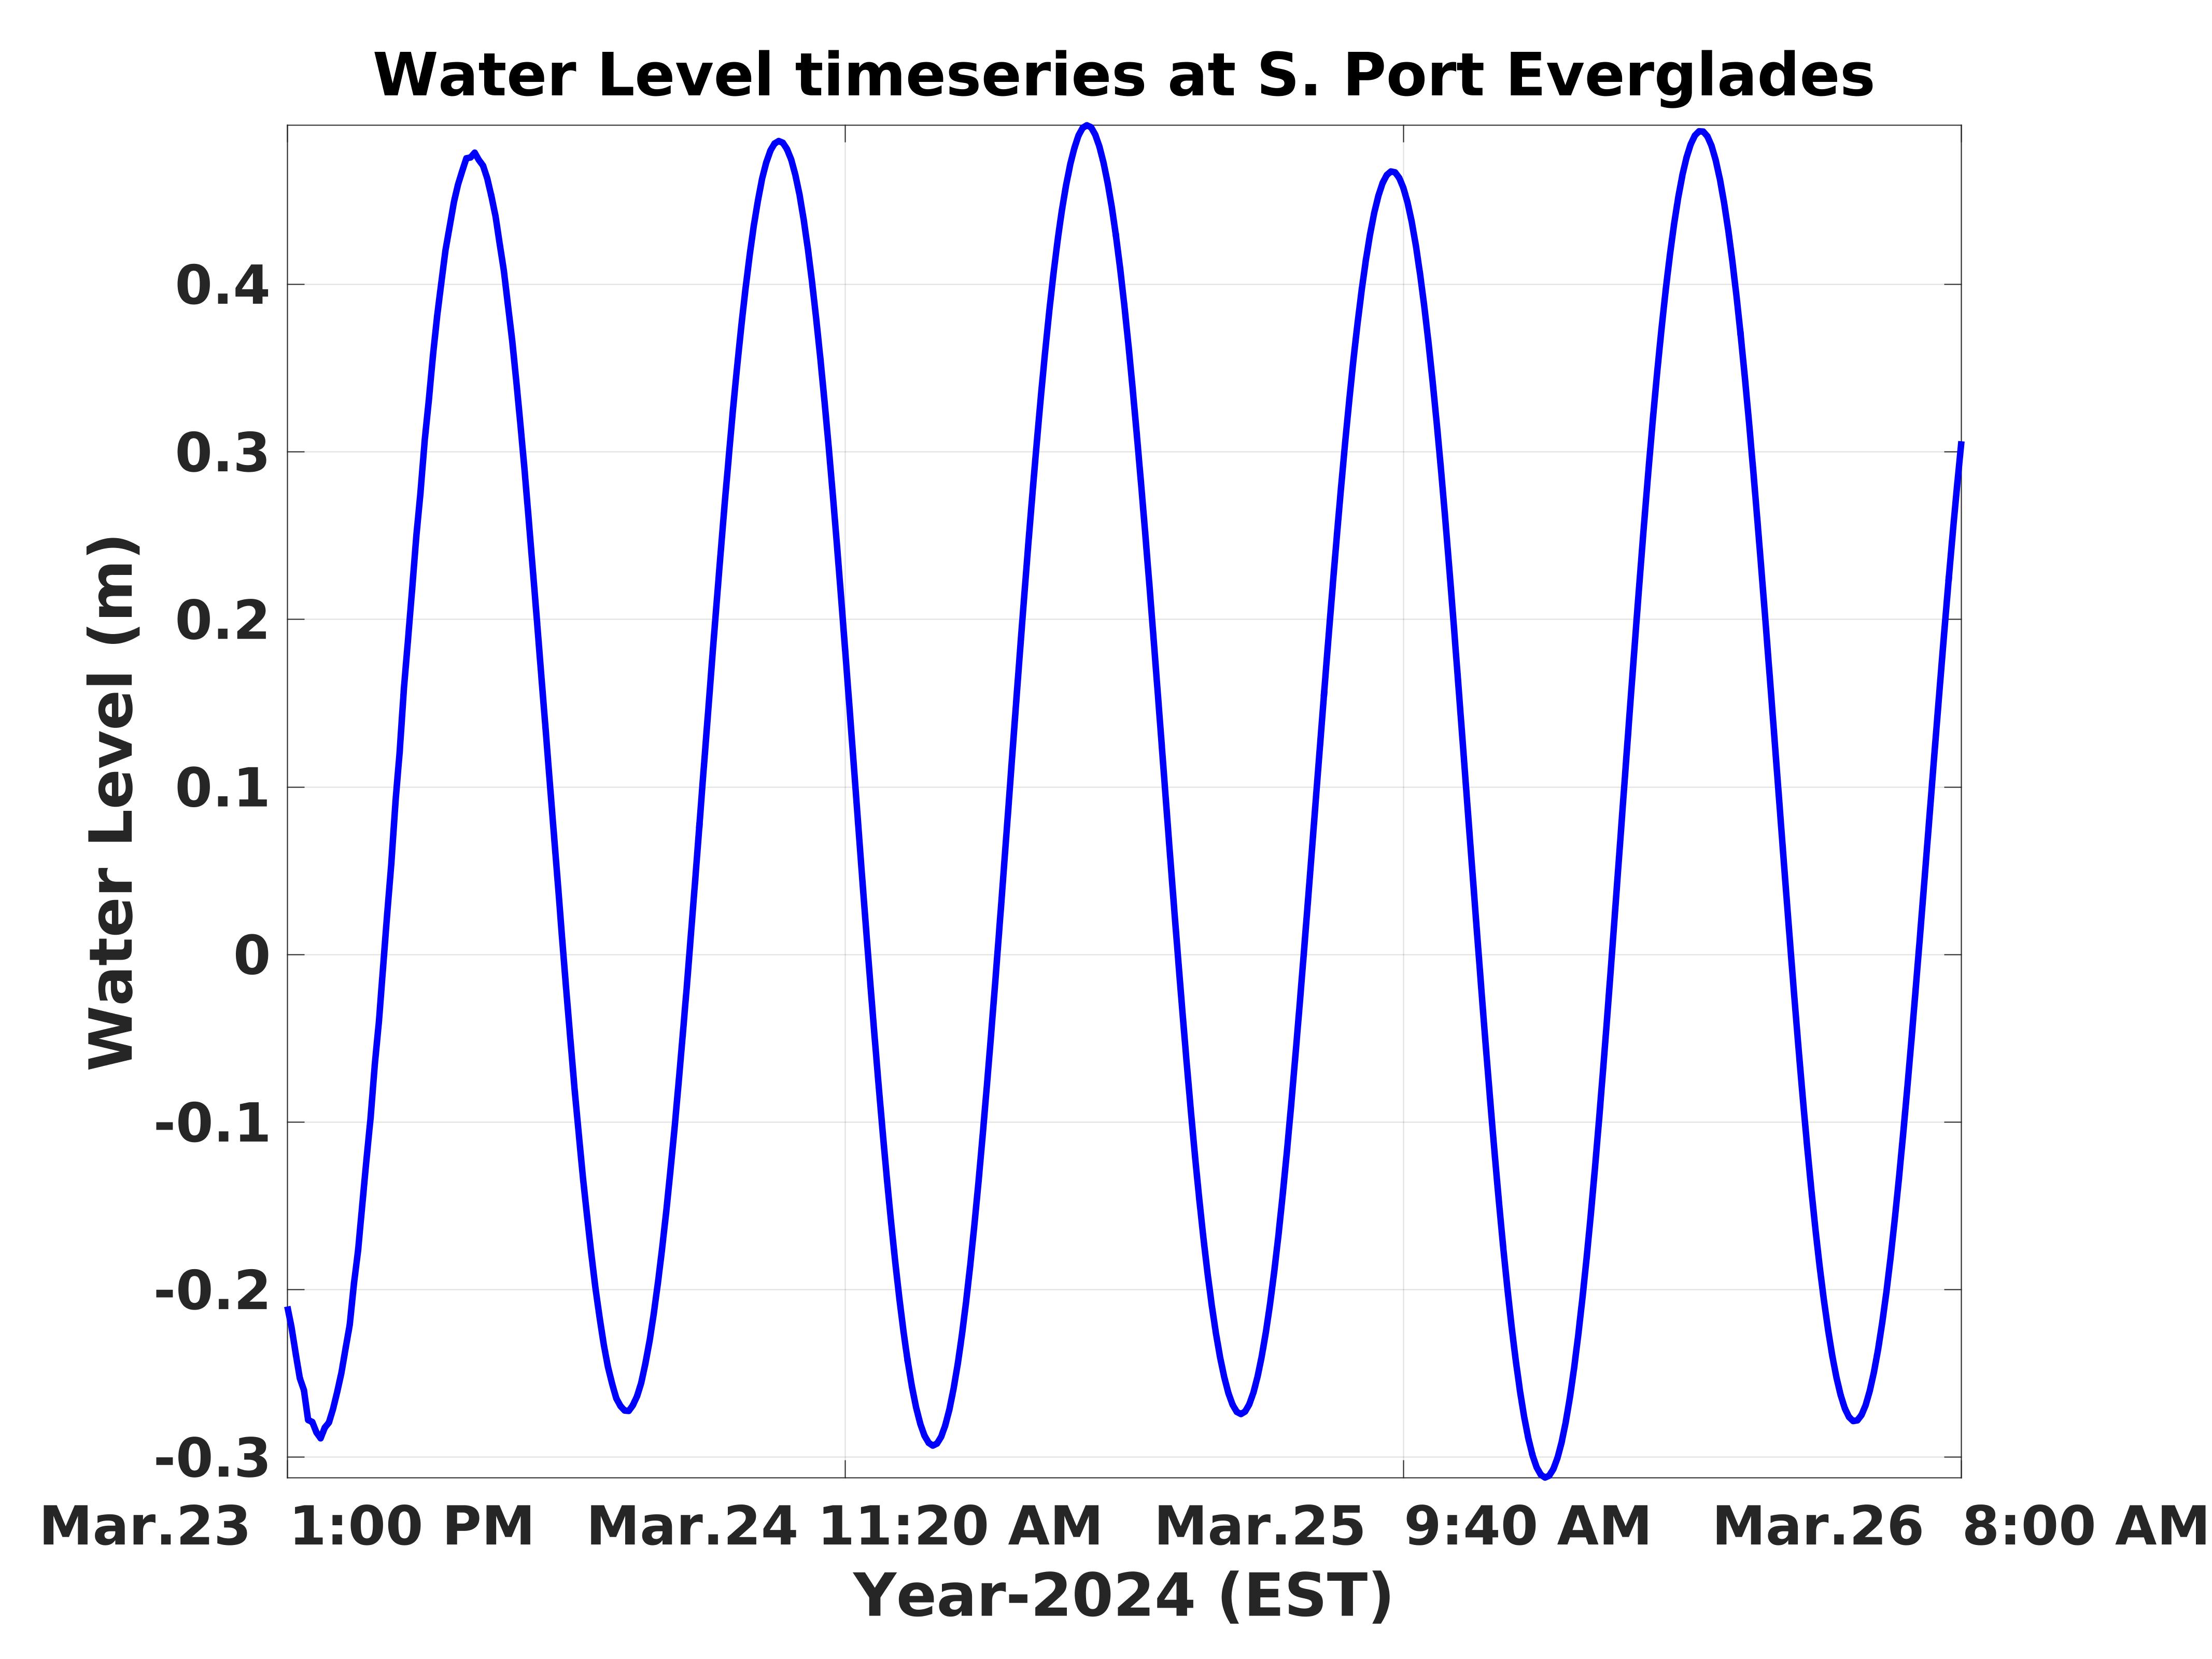 Water Level timeseries at S. Port Everglades
Water Level (m)
0.4
0.3
0.2
0.1
0
-0.1
-0.2
-0.3
Mar.23 1:00 PM Mar.24 11:20 AM Mar.25 9:40 AM Mar.26 8:00 AM
Year-2024 (EST)